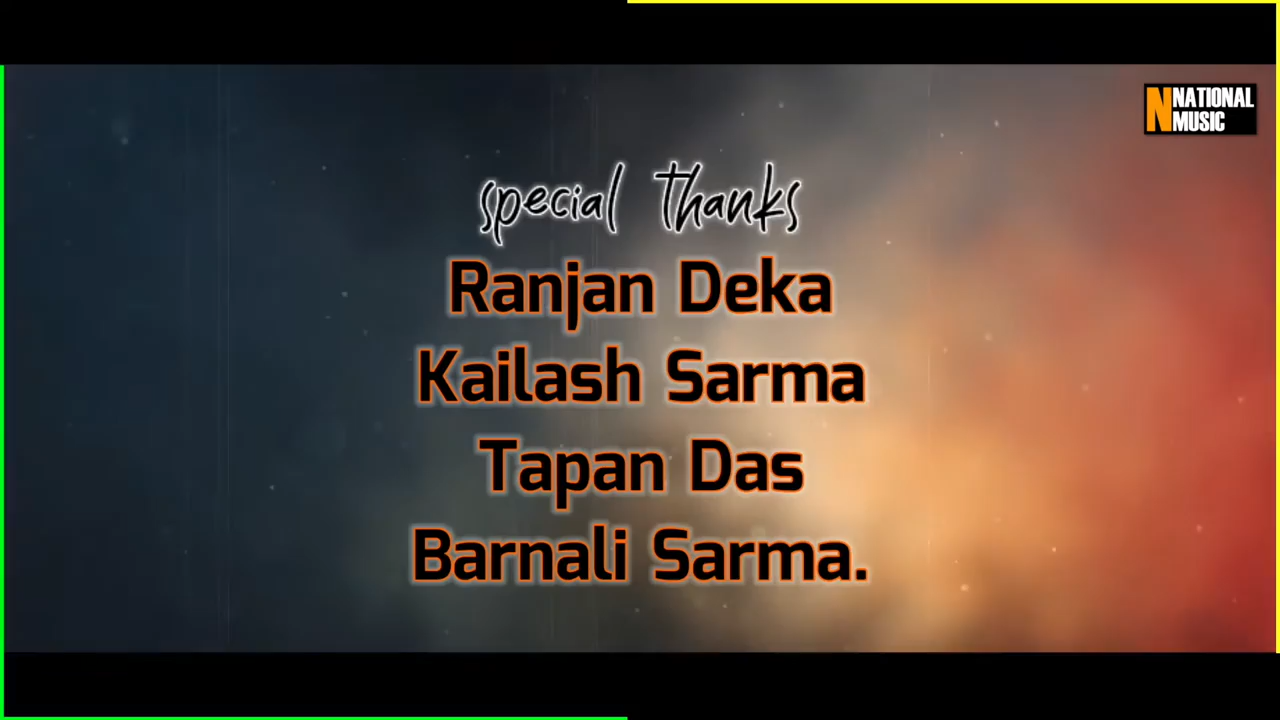 NATIONAL
MUSIC
special thanks
Ranjan Deka
Kailash Sarma
Tapan Das
Barnali Sarma.